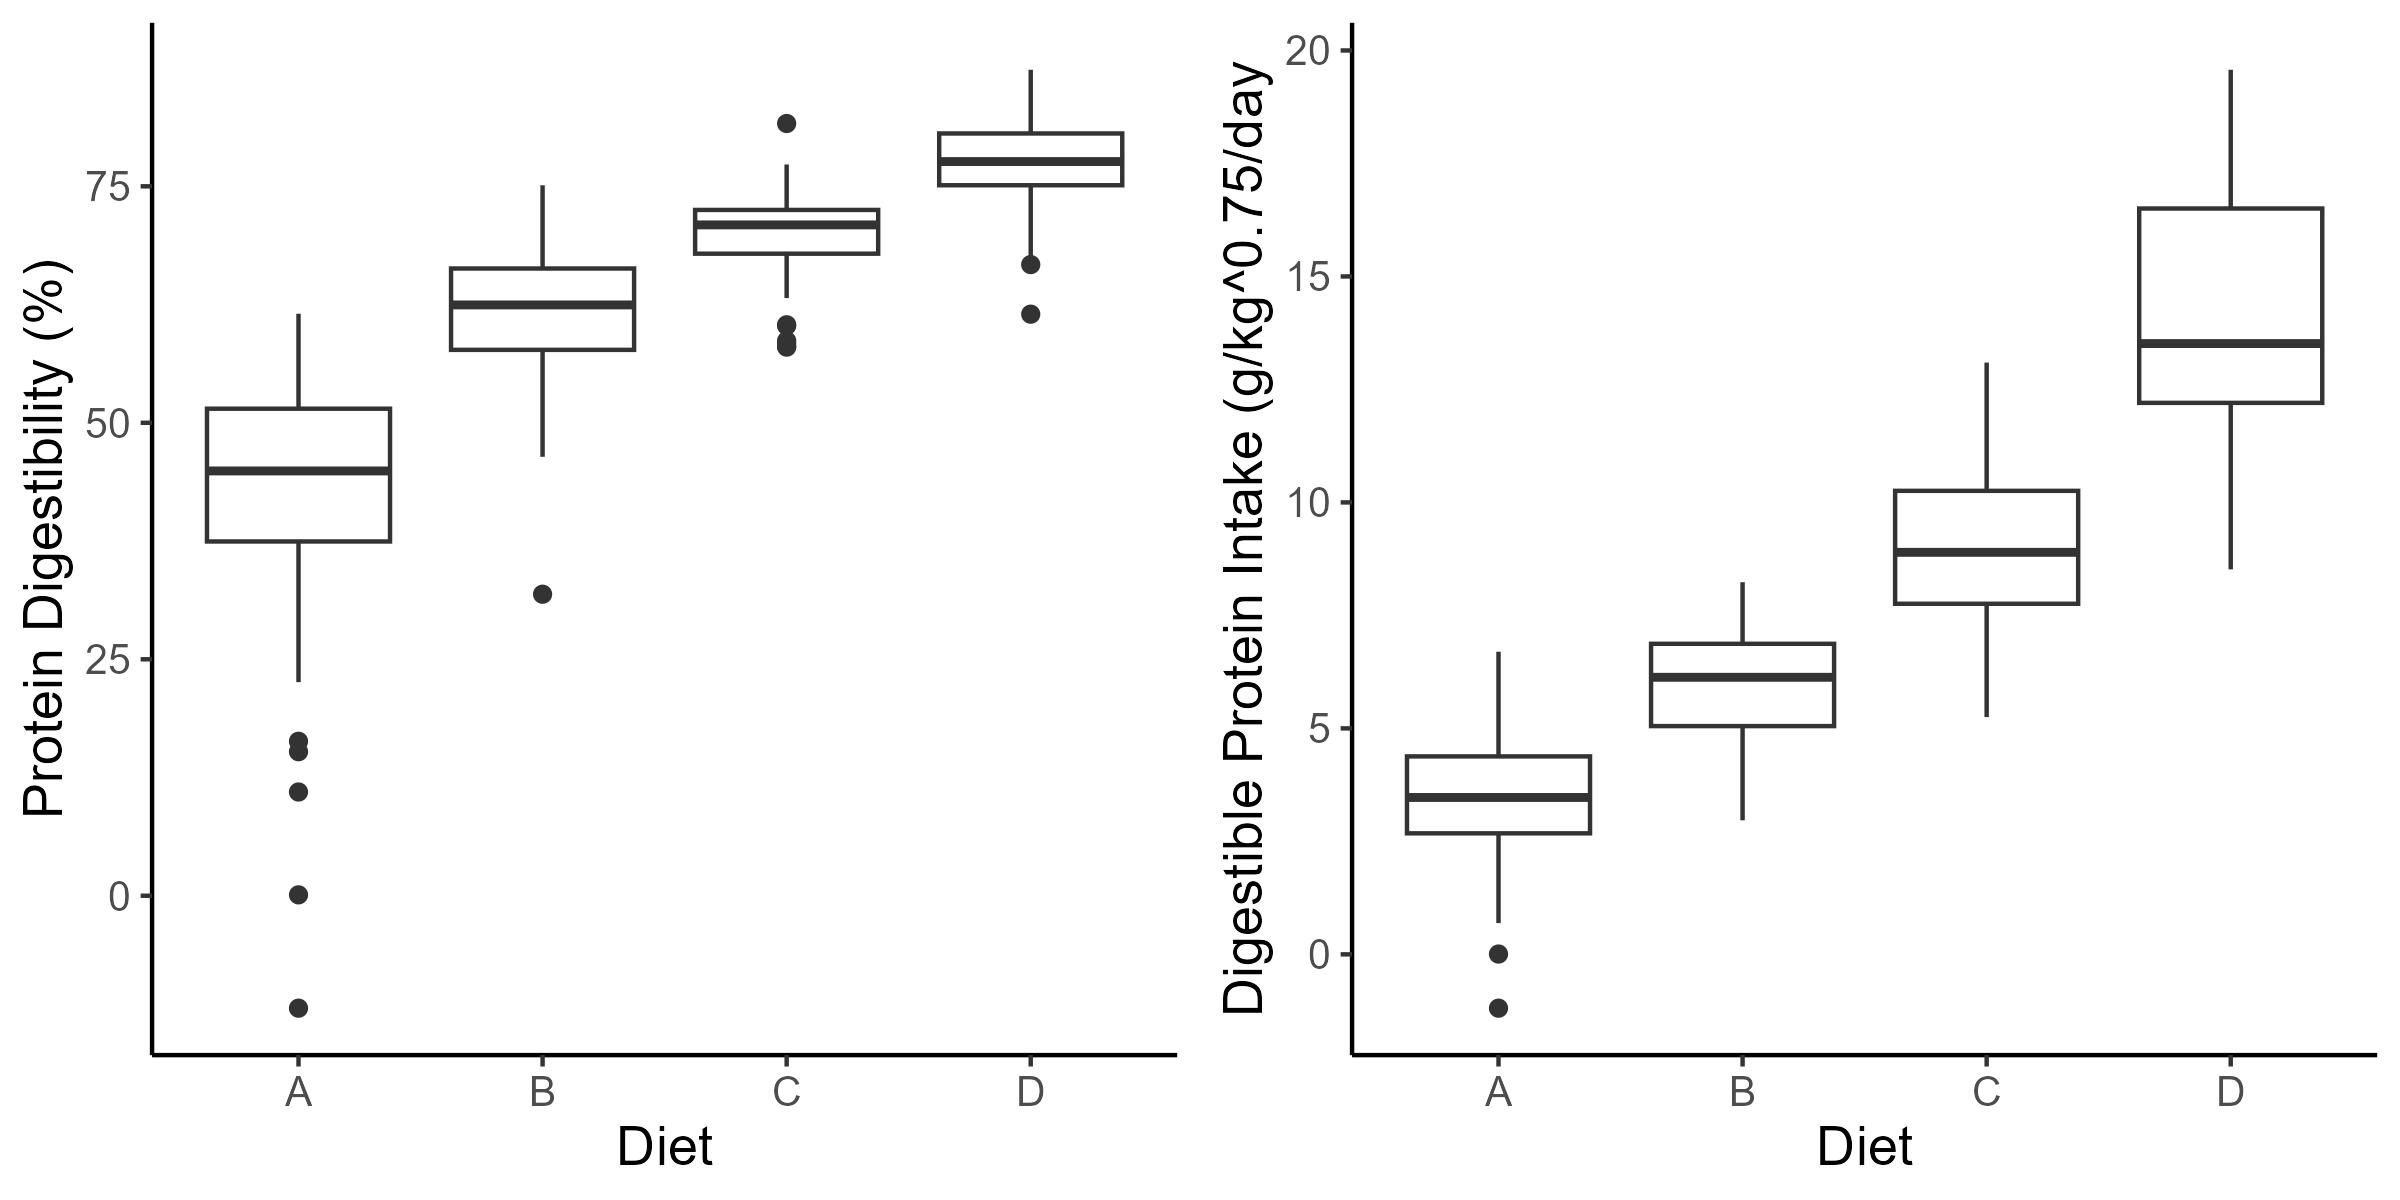 Protein Digestibility (%)
75
50
25
0
A B C D
Diet
Digestible Protein Intake (g/kg^0.75/day
20
15
10
5
0
A B C D
Diet